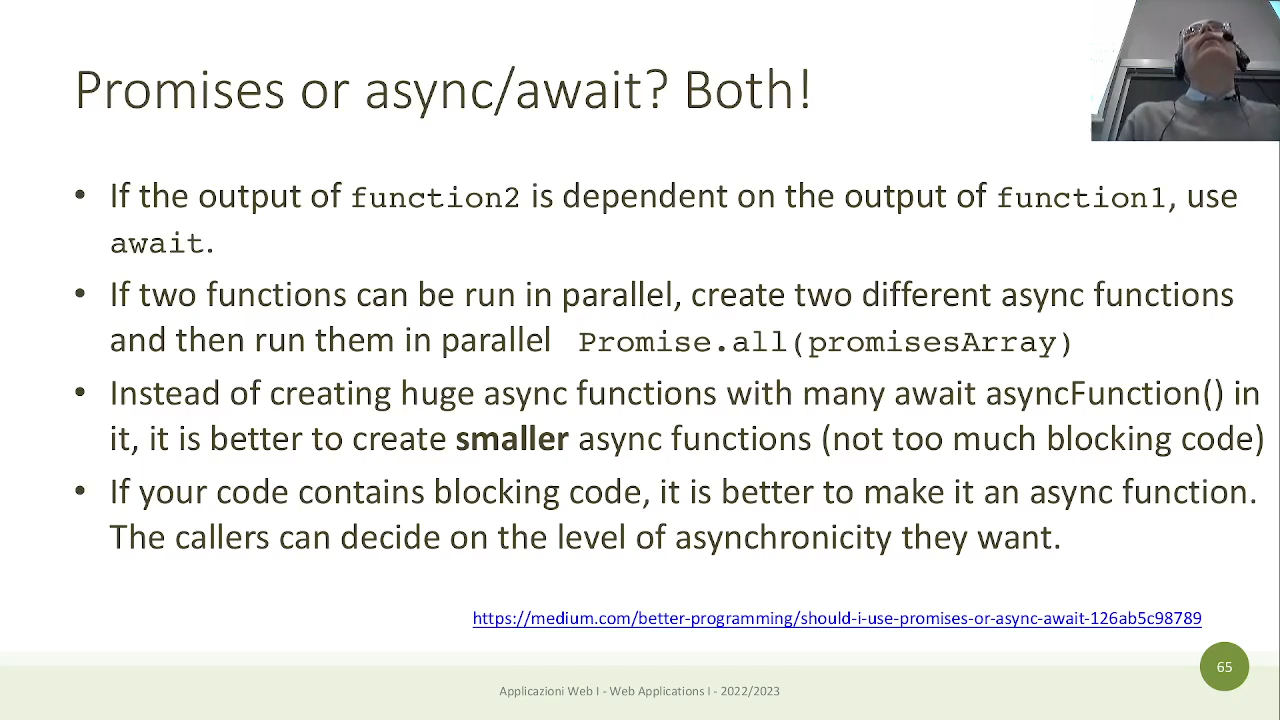 Promises or async/await? Both!
• If the output of function2 is dependent on the output of function1, use
await.
• If two functions can be run in parallel, create two different async functions
and then run them in parallel Promise.all(promisesArray)
• Instead of creating huge async functions with many await asyncFunction() in
it, it is better to create smaller async functions (not too much blocking code)
• If your code contains blocking code, it is better to make it an async function.
The callers can decide on the level of asynchronicity they want.
https://medium.com/better-programming/should-i-use-promises-or-async-await-126ab5c98789
65
Applicazioni Web I - Web Applications I - 2022/2023